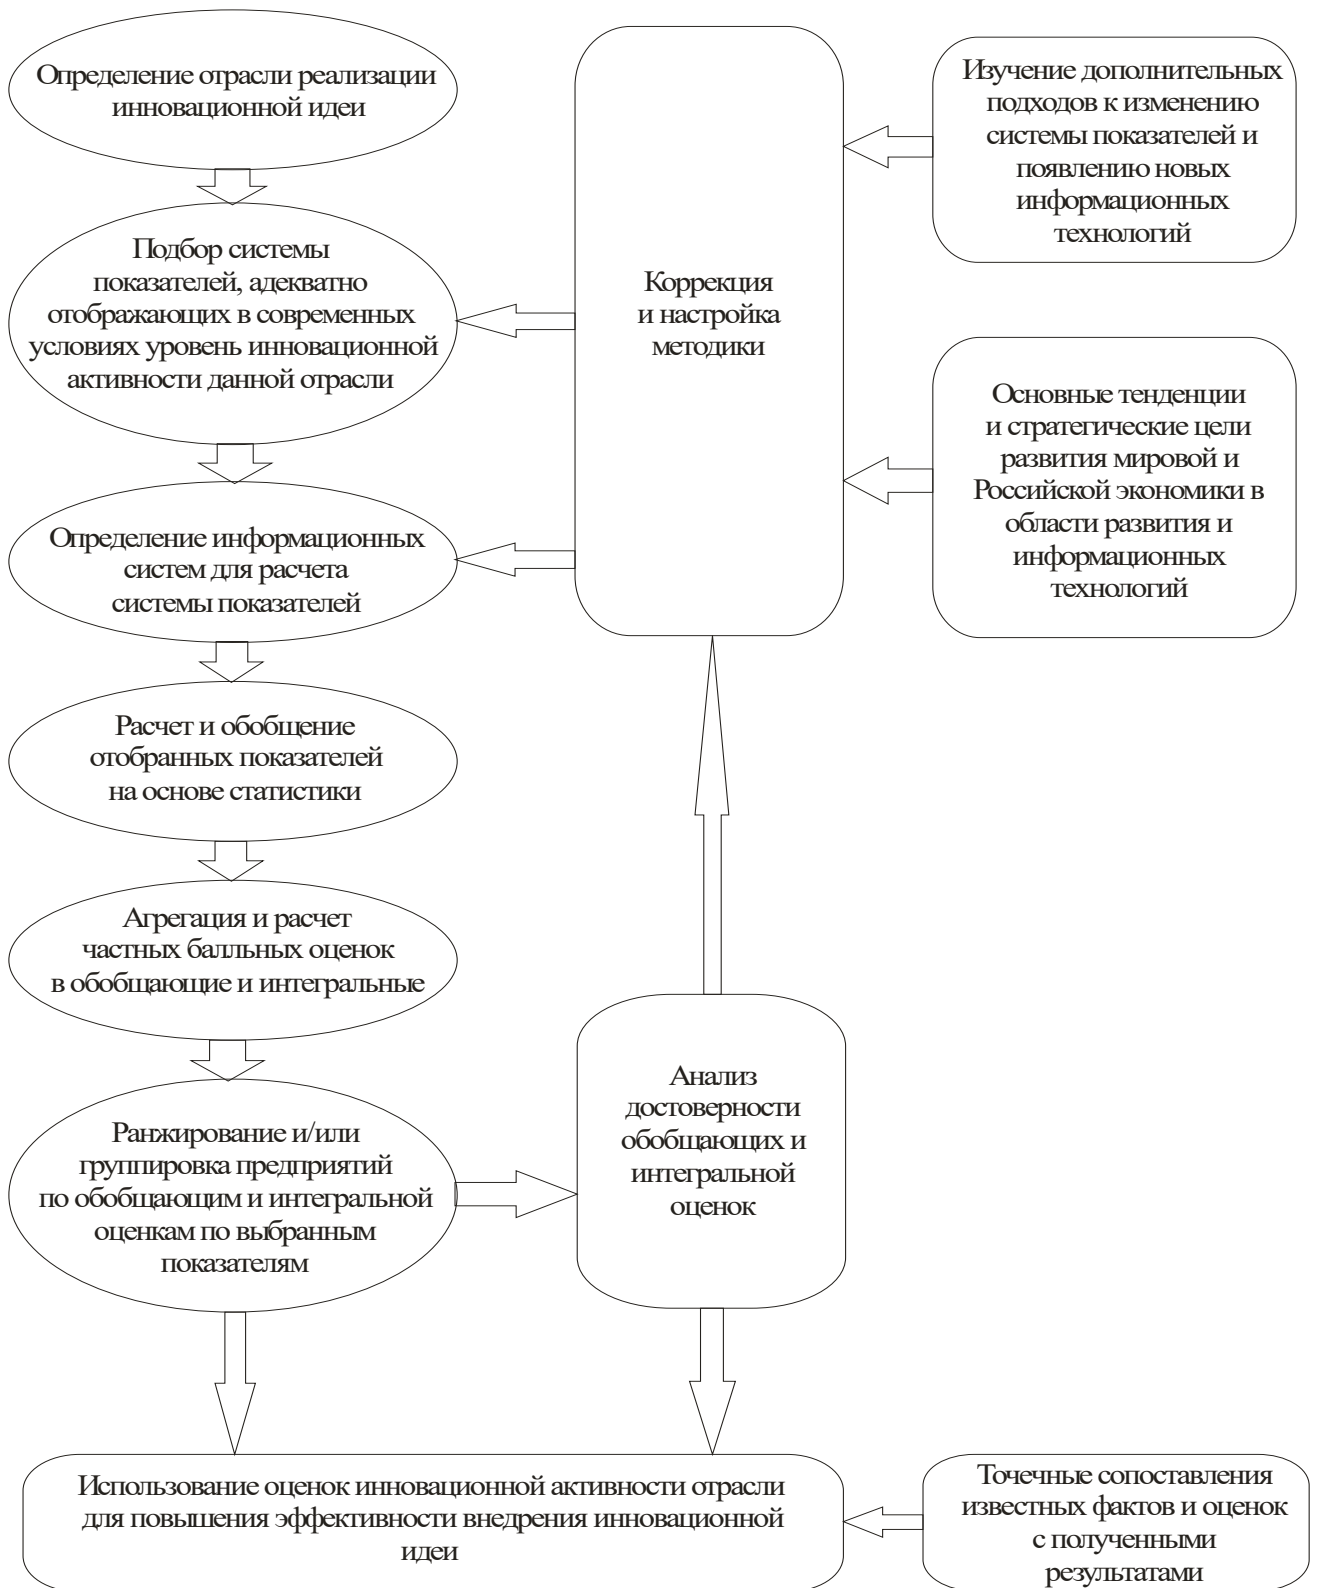 Определение отрасли реализации
инновационной идеи
Подбор системы
показателей, адекватно
отображающих в современных
условиях уровень инновационной
активности данной отрасли
Определение информационных
систем для расчета
системы показателей
Расчет и обобщение
отобранных показателей
на основе статистики
Агрегация и расчет
частных балльных оценок
в обобщающие и интегральные
Ранжирование и/или
группировка предприятий
по обобщающим и интегральной
оценкам по выбранным
показателям
Коррекция
и настройка
методики
Изучение дополнительных
подходов к изменению
системы показателей и
появлению новых
информационных
технологий
Основные тенденции
и стратегические цели
развития мировой и
Российской экономики в
области развития и
информационных
технологий
Анализ
достоверности
обобщающих и
интегральной
оценок
Использование оценок инновационной активности отрасли
для повышения эффективности внедрения инновационной
идеи
Точечные сопоставления
известных фактов и оценок
с полученными
результатами